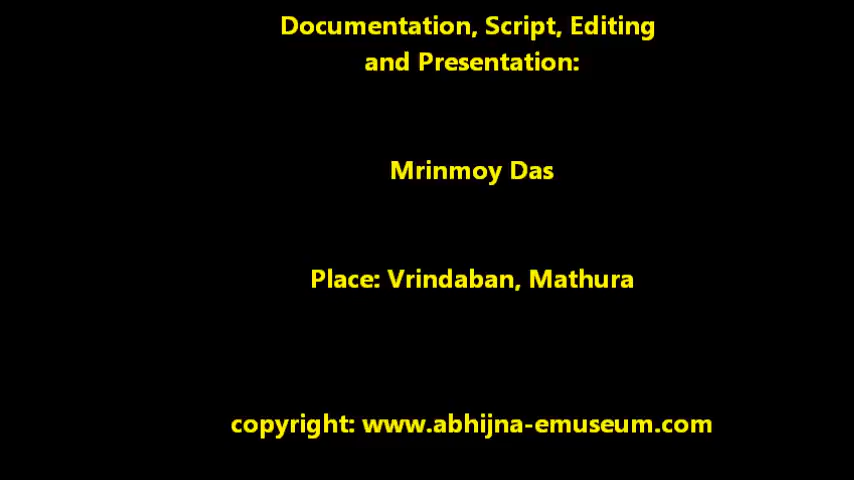 Documentation, Script, Editing
and Presentation:
Mrinmoy Das
Place: Vrindaban, Mathura
copyright: www.abhijna-emuseum.com